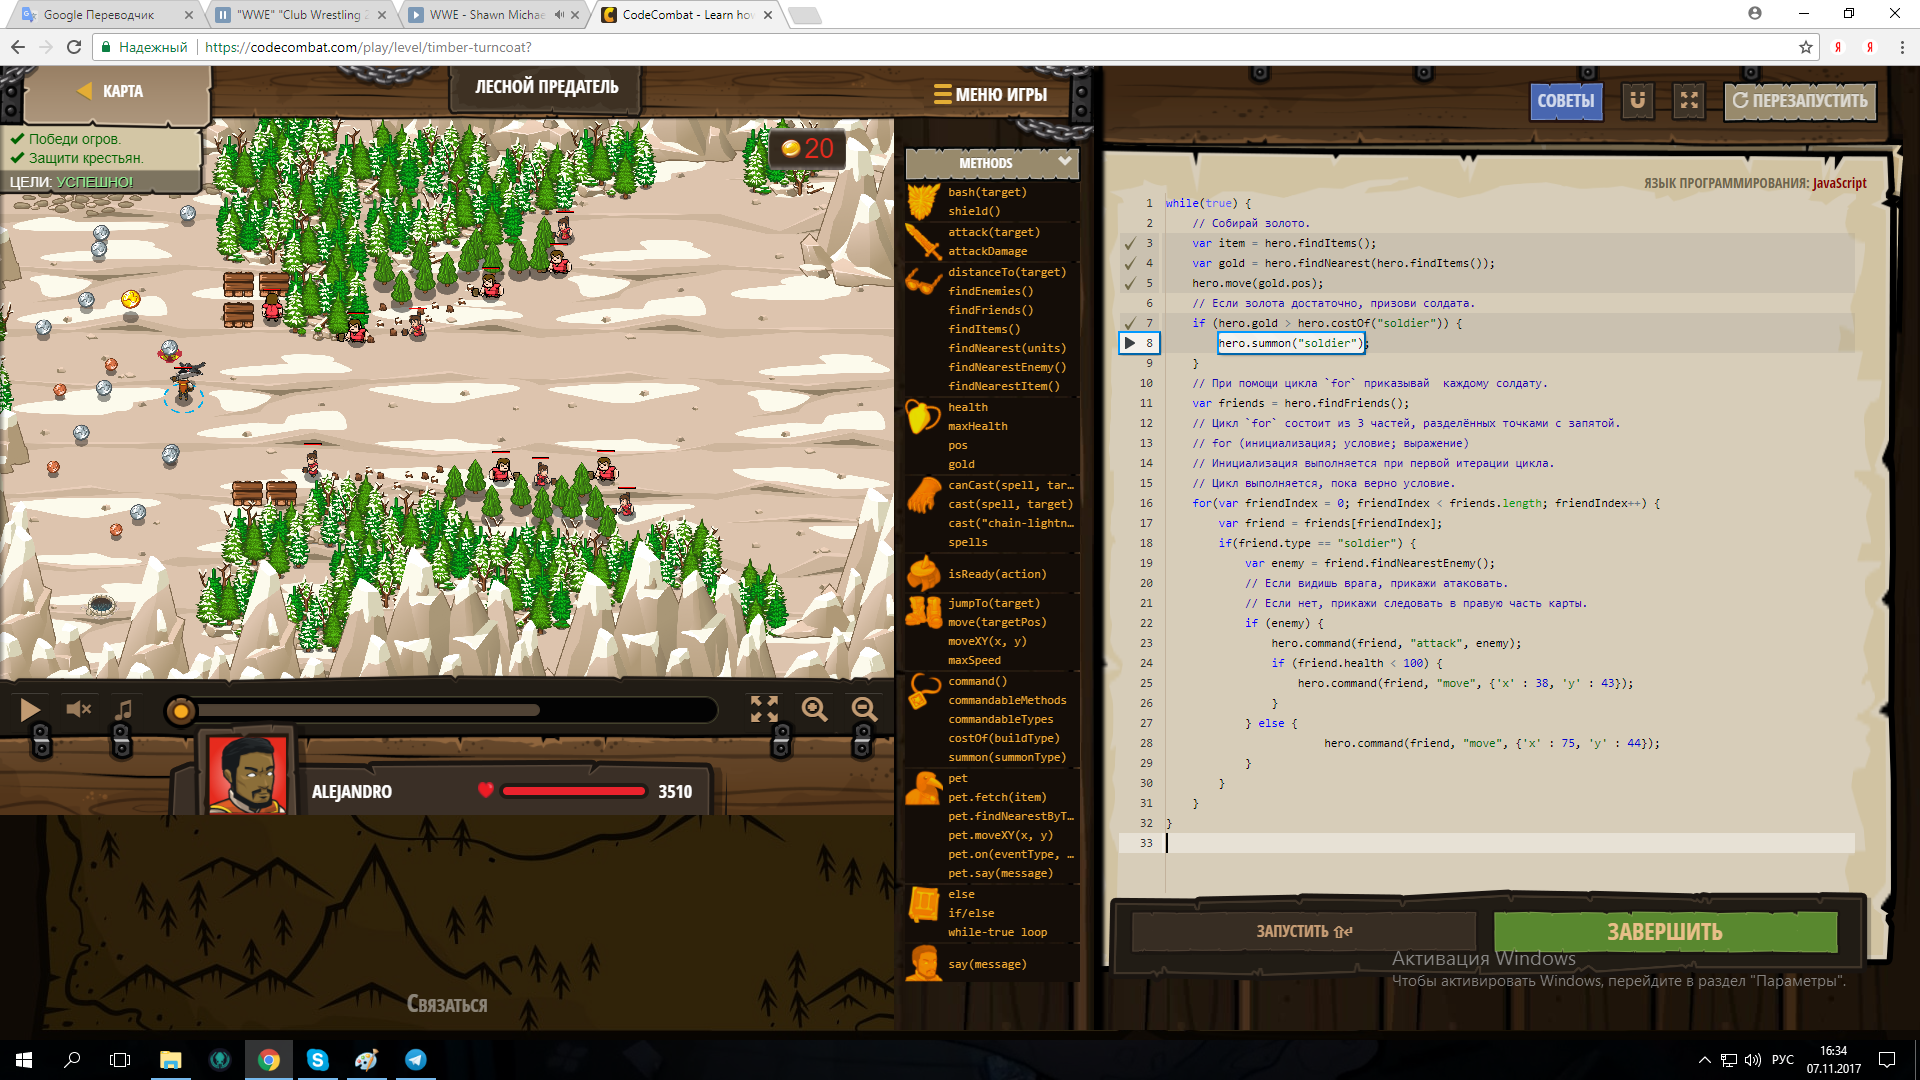 Google Переводчик
"WWE" "Club Wrestling 2
WWE - Shawn Michae
CodeCombat - Learn how
Надежный
https://codecombat.com/play/level/timber-turncoat?
КАРТА
ЛЕСНОЙ ПРЕДАТЕЛЬ
МЕНЮ ИГРЫ
СОВЕТЫ
ПЕРЕЗАПУСТИТЬ
Победи огров.
Защити крестьян.
ЦЕЛИ: УСПЕШНО!
20
METHODS
bash(target)
shield()
attack(target)
attackDamage
distanceTo(target)
findEnemies()
findFriends()
findItems()
findNearest(units)
findNearestEnemy()
findNearestItem()
health
maxHealth
pos
gold
canCast(spell, tar…
cast(spell, target)
cast("chain-lightn…
spells
isReady(action)
jumpTo(target)
move(targetPos)
moveXY(x, y)
maxSpeed
command()
commandableMethods
commandableTypes
costOf(buildType)
summon(summonType)
pet
pet.fetch(item)
pet.findNearestByT…
pet.moveXY(x, y)
pet.on(eventType, …
pet.say(message)
else
if/else
while-true loop
say(message)
ЯЗЫК ПРОГРАММИРОВАНИЯ: JavaScript
1 while(true) {
2 // Собирай золото.
3 var item = hero.findItems();
4 var gold = hero.findNearest(hero.findItems());
5 hero.move(gold.pos);
6 // Если золота достаточно, призови солдата.
7 if (hero.gold > hero.costOf("soldier")) {
8 hero.summon("soldier");
9 }
10 // При помощи цикла `for` приказывай  каждому солдату.
11 var friends = hero.findFriends();
12 // Цикл `for` состоит из 3 частей, разделённых точками с запятой.
13 // for (инициализация; условие; выражение)
14 // Инициализация выполняется при первой итерации цикла.
15 // Цикл выполняется, пока верно условие.
16 for(var friendIndex = 0; friendIndex < friends.length; friendIndex++) {
17 var friend = friends[friendIndex];
18 if(friend.type == "soldier") {
19 var enemy = friend.findNearestEnemy();
20 // Если видишь врага, прикажи атаковать.
21 // Если нет, прикажи следовать в правую часть карты.
22 if (enemy) {
23 hero.command(friend, "attack", enemy);
24 if (friend.health < 100) {
25 hero.command(friend, "move", {'x' : 38, 'y' : 43});
26 }
27 } else {
28 hero.command(friend, "move", {'x' : 75, 'y' : 44});
29 }
30 }
31 }
32 }
33
ALEJANDRO
3510
Связаться
ЗАПУСТИТЬ
ЗАВЕРШИТЬ
Активация Windows
Чтобы активировать Windows, перейдите в раздел "Параметры".
РУС
16:34
07.11.2017